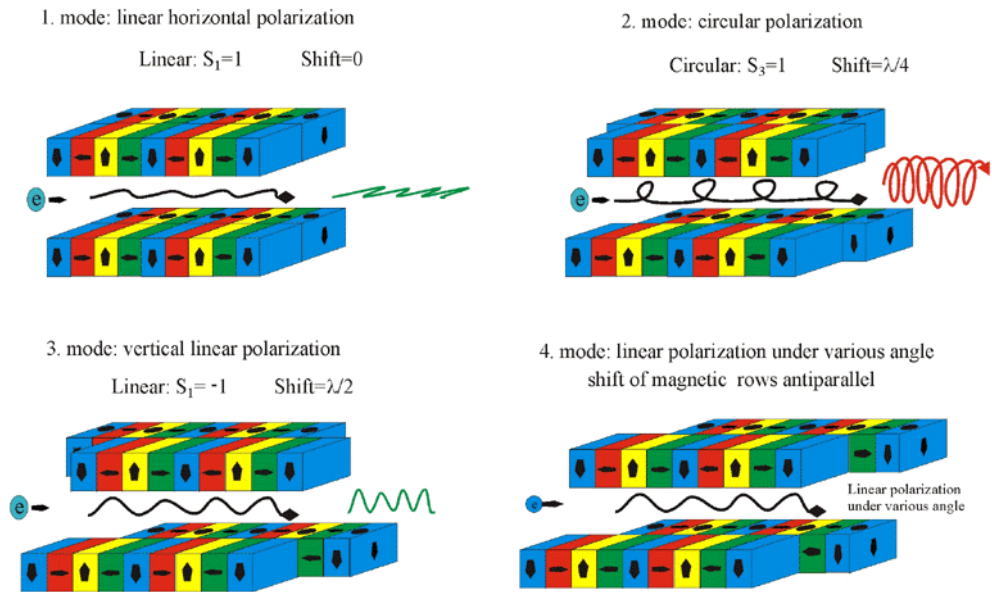 1. mode: linear horizontal polarization
Linear: S₁=1 Shift=0
e
2. mode: circular polarization
Circular: S₃=1 Shift=λ/4
e
3. mode: vertical linear polarization
Linear: S₁= -1 Shift=λ/2
e
4. mode: linear polarization under various angle
shift of magnetic rows antiparallel
e
Linear polarization
under various angle